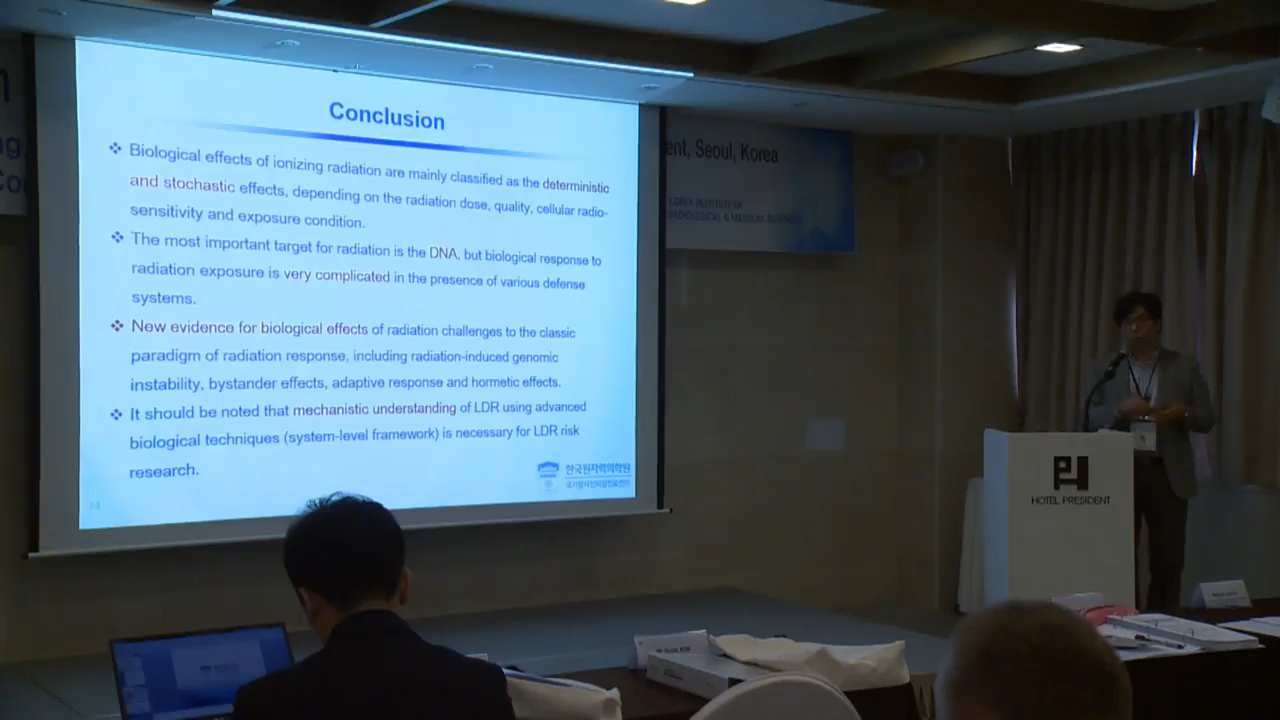 Conclusion
Biological effects of ionizing radiation are mainly classified as the deterministic
and stochastic effects, depending on the radiation dose, quality, cellular radio-
sensitivity and exposure condition.
The most important target for radiation is the DNA, but biological response to
radiation exposure is very complicated in the presence of various defense
systems.
New evidence for biological effects of radiation challenges to the classic
paradigm of radiation response, including radiation-induced genomic
instability, bystander effects, adaptive response and hormetic effects.
It should be noted that mechanistic understanding of LDR using advanced
biological techniques (system-level framework) is necessary for LDR risk
research.
한국원자력의학원
ent, Seoul, Korea
KOREA INSTITUTE OF
RADIOLOGICAL & MEDICAL
HOTEL PRESIDENT